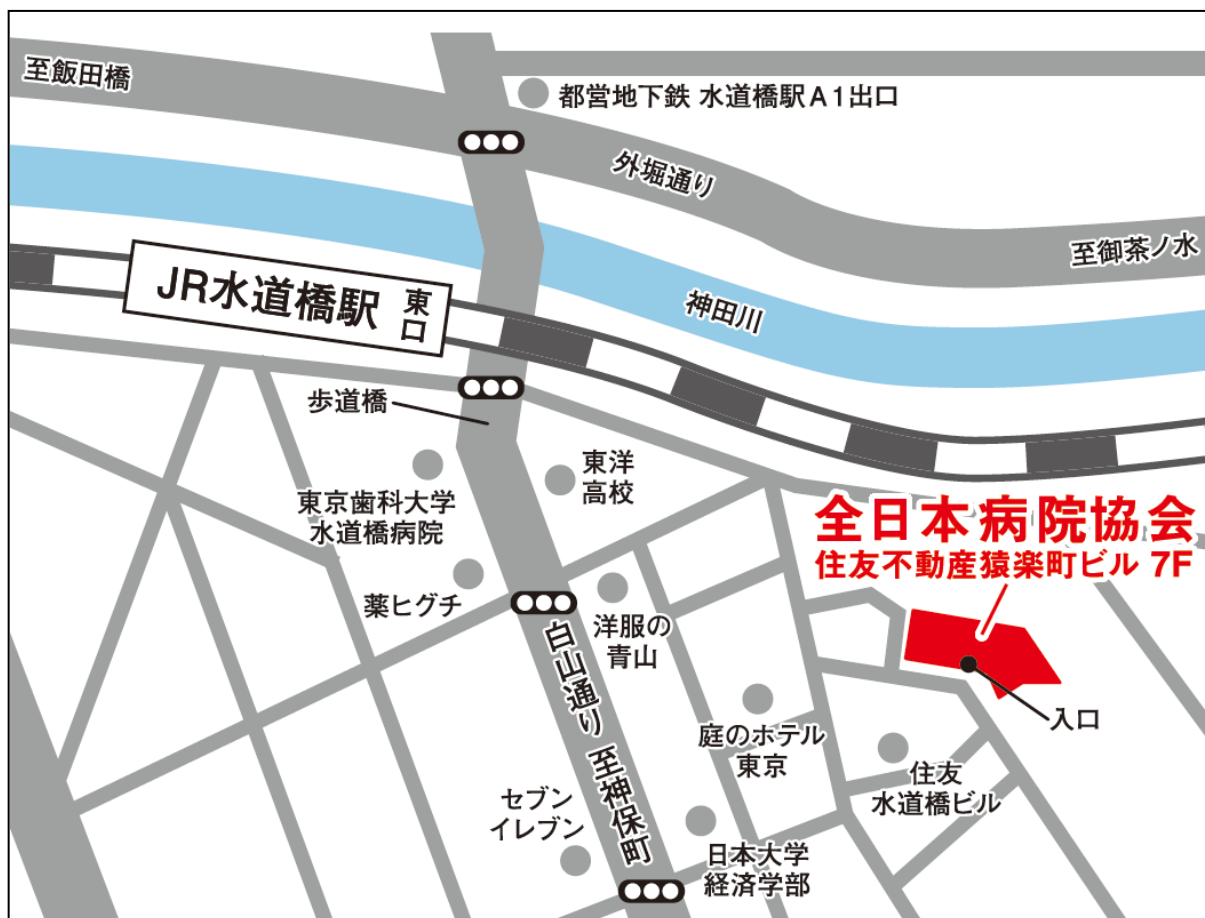 至飯田橋
都営地下鉄 水道橋駅A1出口
外堀通り
至御茶ノ水
JR水道橋駅 東口
神田川
歩道橋
東洋
高校
東京歯科大学
水道橋病院
全日本病院協会
住友不動産猿楽町ビル 7F
薬ヒグチ
洋服の
青山
白山通り 至神保町
入口
庭のホテル
東京
住友
水道橋ビル
セブン
イレブン
日本大学
経済学部